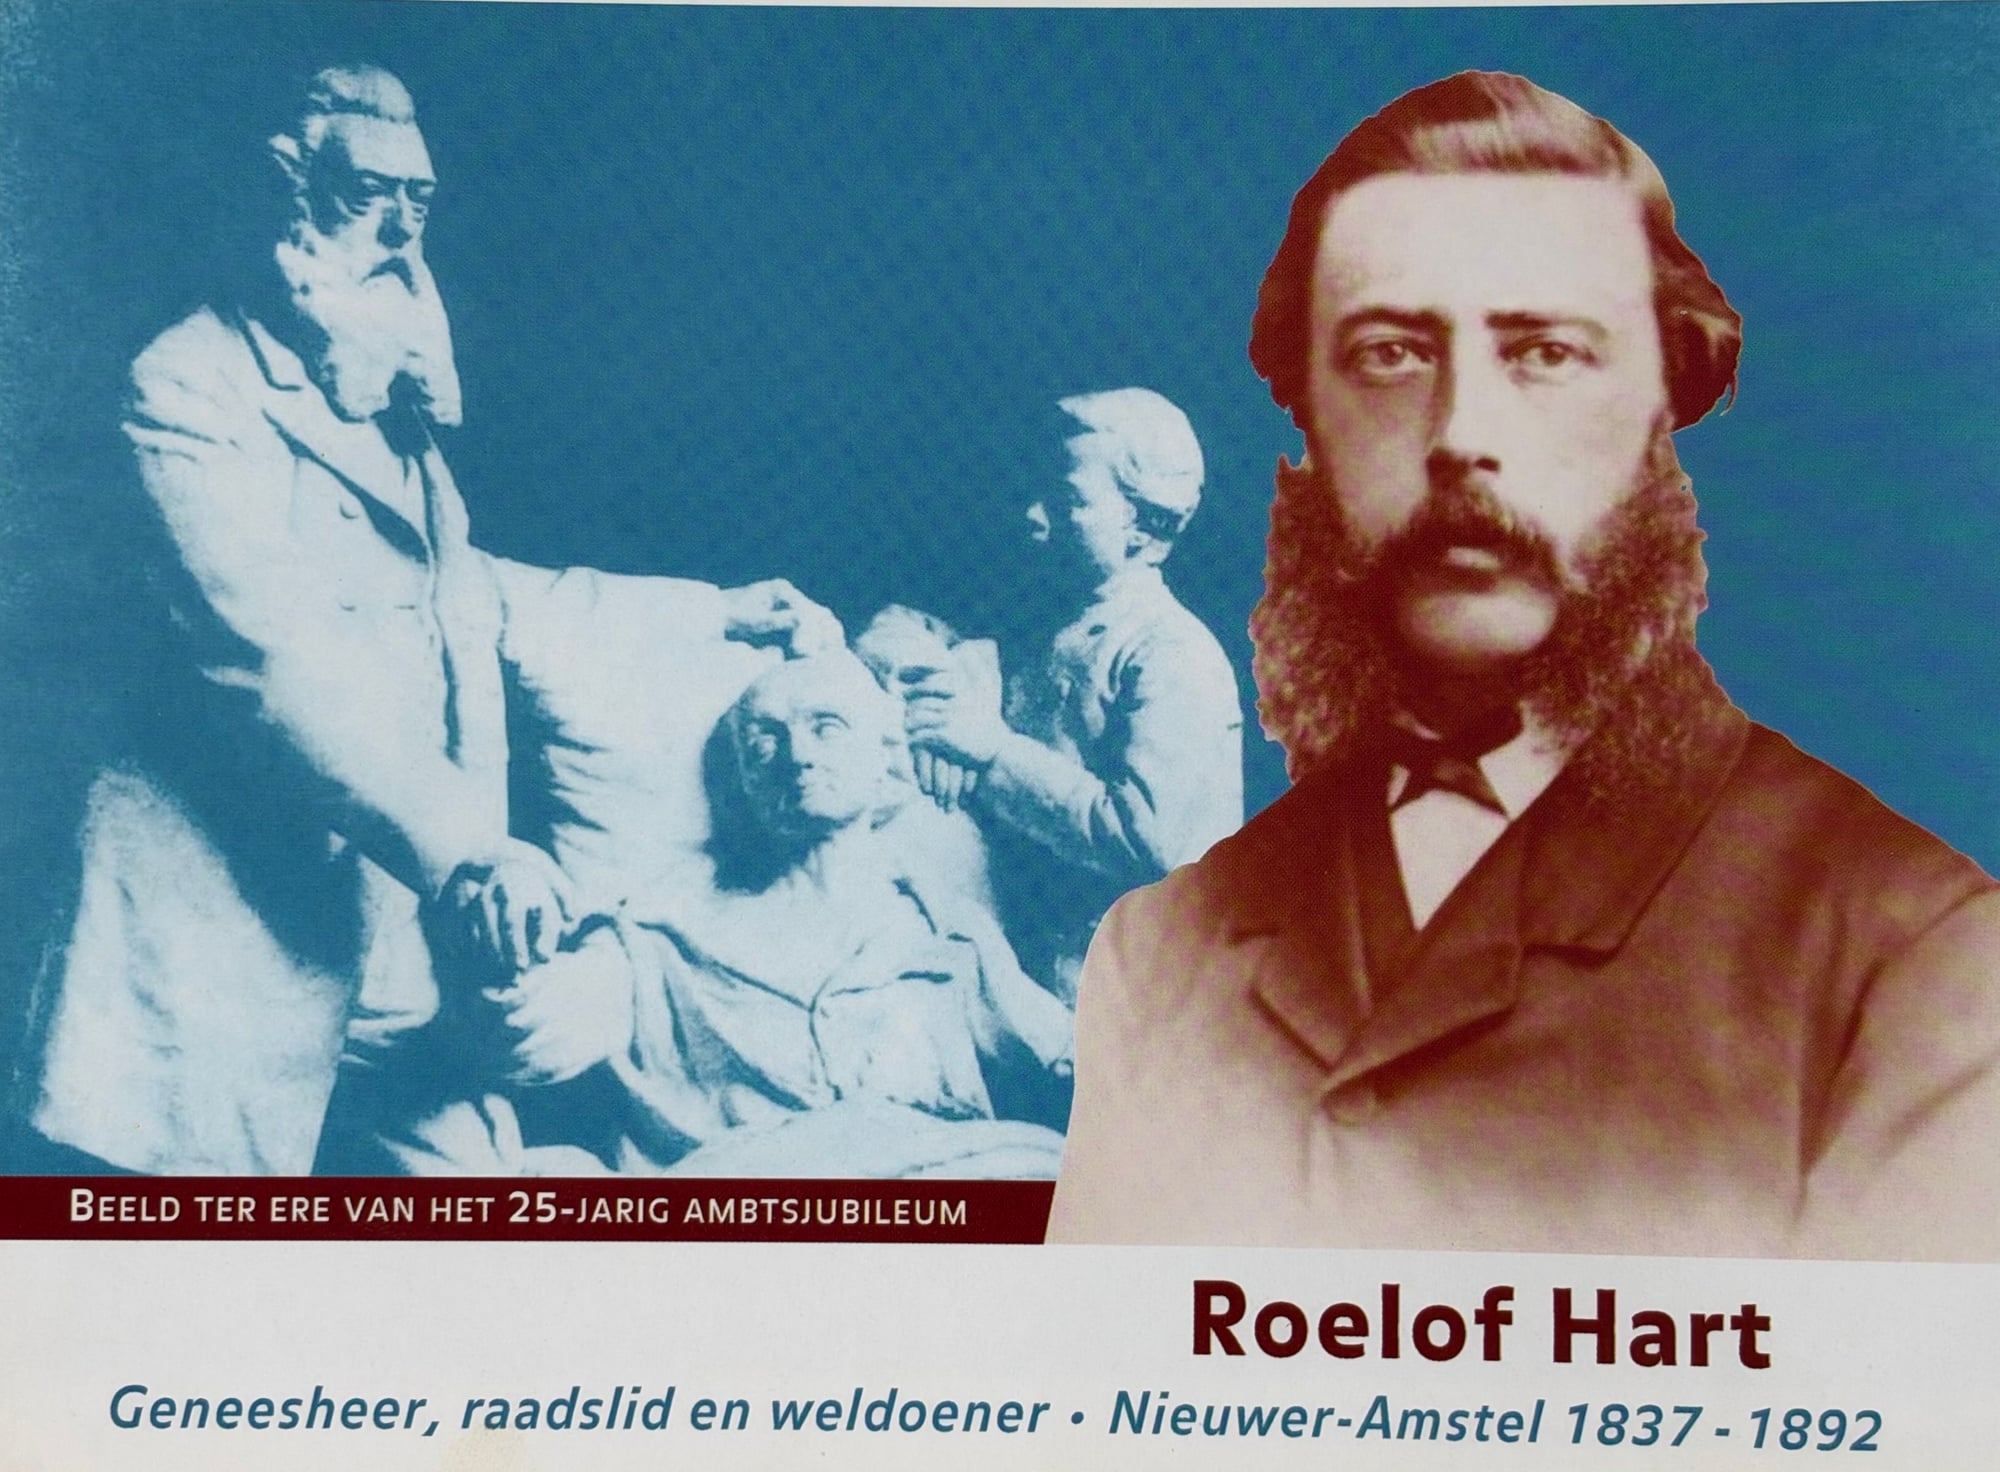 Beeld ter ere van het 25-jarig ambtsjubileum
Roelof Hart
Geneesheer, raadslid en weldoener • Nieuwer-Amstel 1837 - 1892